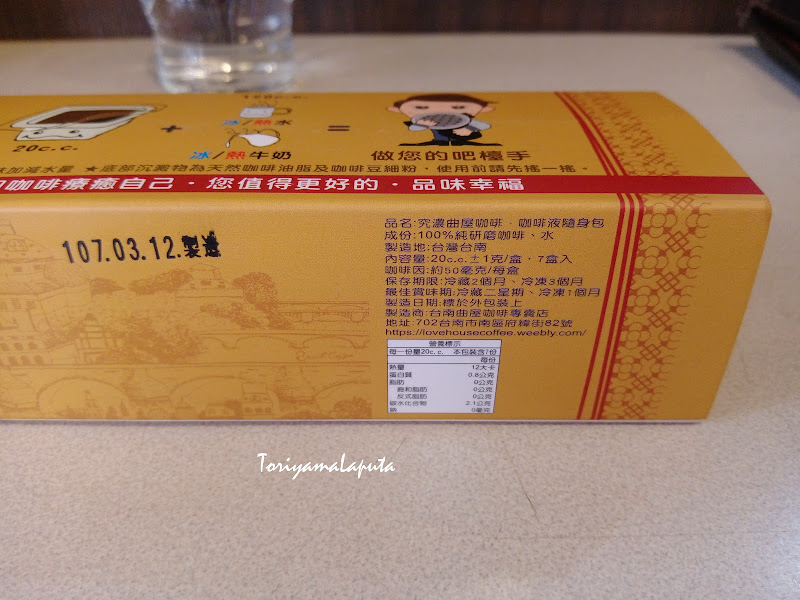 20c.c.
+
冰/熱水
冰/熱牛奶
=
做您的吧檯手
加減水量 ★底部沉澱物為天然咖啡油脂及咖啡豆細粉，使用前請先搖一搖。
咖啡療癒自己，您值得更好的，品味幸福
107.03.12.製造
品名：究濃曲屋咖啡．咖啡液隨身包
成份：100%純研磨咖啡、水
製造地：台灣台南
內容量：20c.c.±1克/盒，7盒入
咖啡因：約50毫克/每盒
保存期限：冷藏2個月、冷凍3個月
最佳賞味期：冷藏二星期、冷凍1個月
製造日期：標於外包裝上
製造商：台南曲屋咖啡專賣店
地址：702台南市南區府緯街82號
https://lovehousecoffee.weebly.com/
營養標示
每一份量20c.c. 本包裝含7份
每份
熱量 12大卡
蛋白質 0.8公克
脂肪 0公克
飽和脂肪 0公克
反式脂肪 0公克
碳水化合物 2.1公克
鈉 0毫克
ToriyamaLaputa